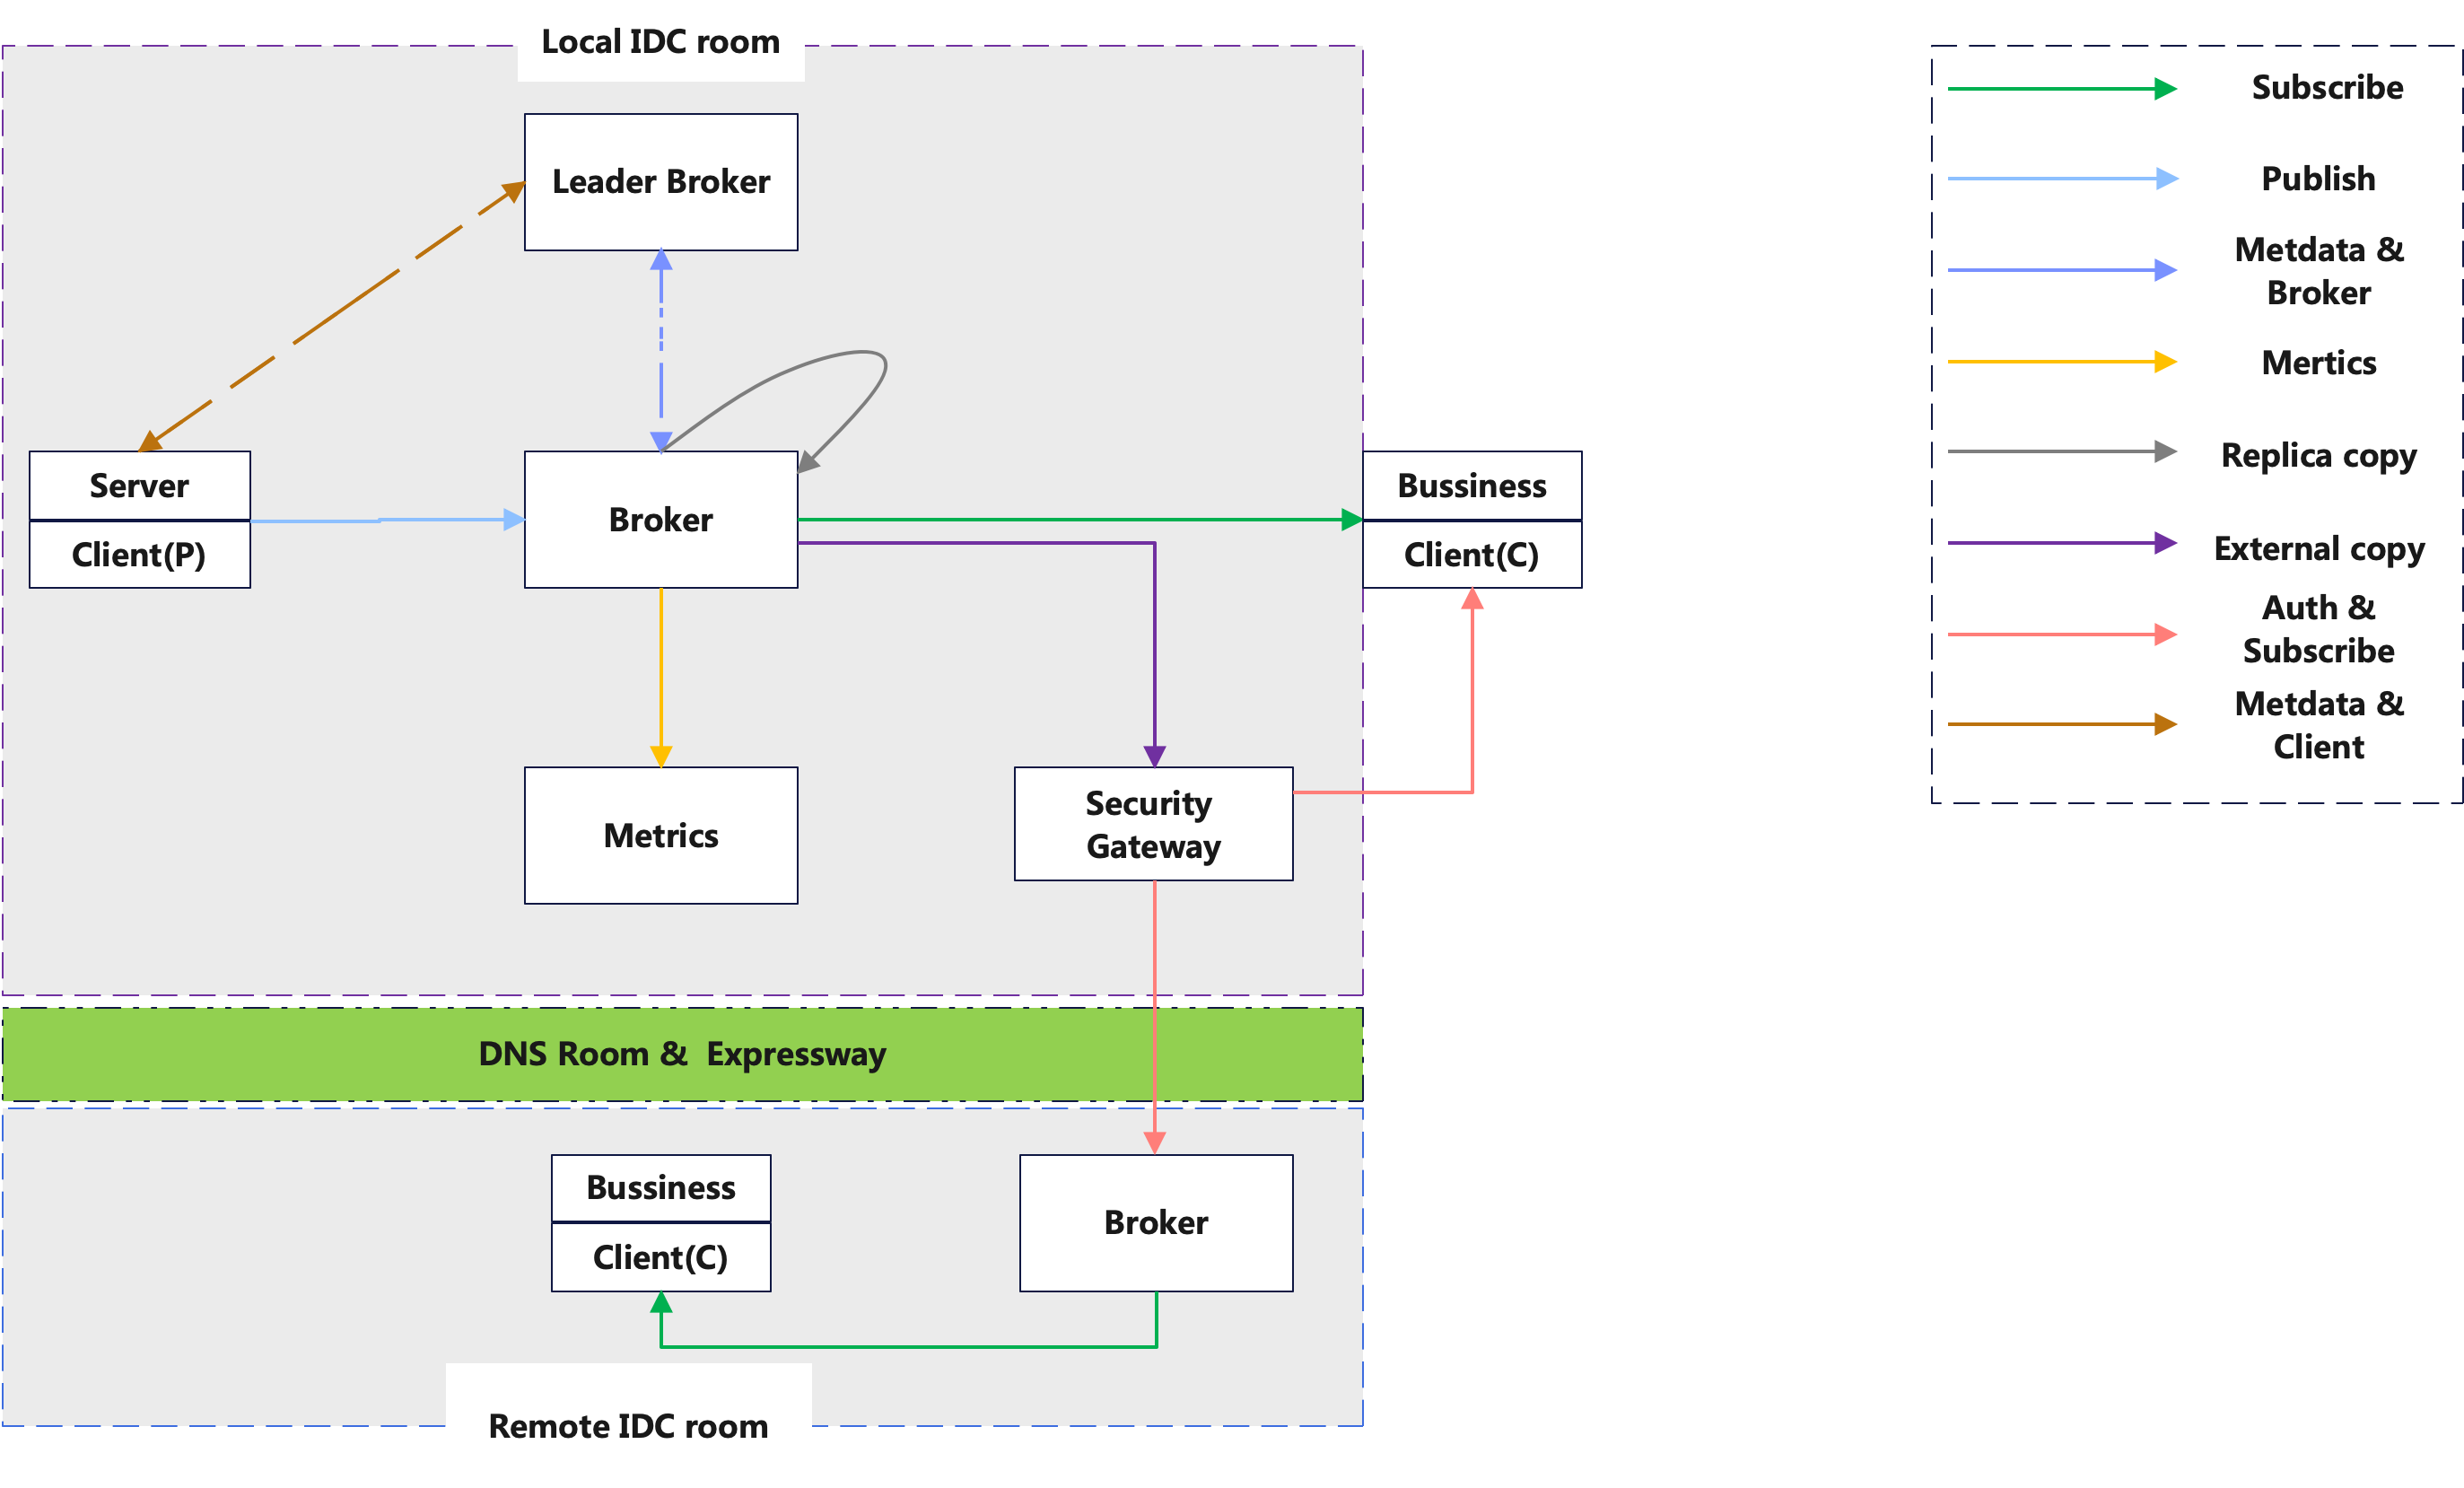 Local IDC room
Leader Broker
Server
Client(P)
Broker
Bussiness
Client(C)
Metrics
Security
Gateway
DNS Room &  Expressway
Bussiness
Client(C)
Broker
Remote IDC room
Subscribe
Publish
Metdata &
Broker
Mertics
Replica copy
External copy
Auth &
Subscribe
Metdata &
Client